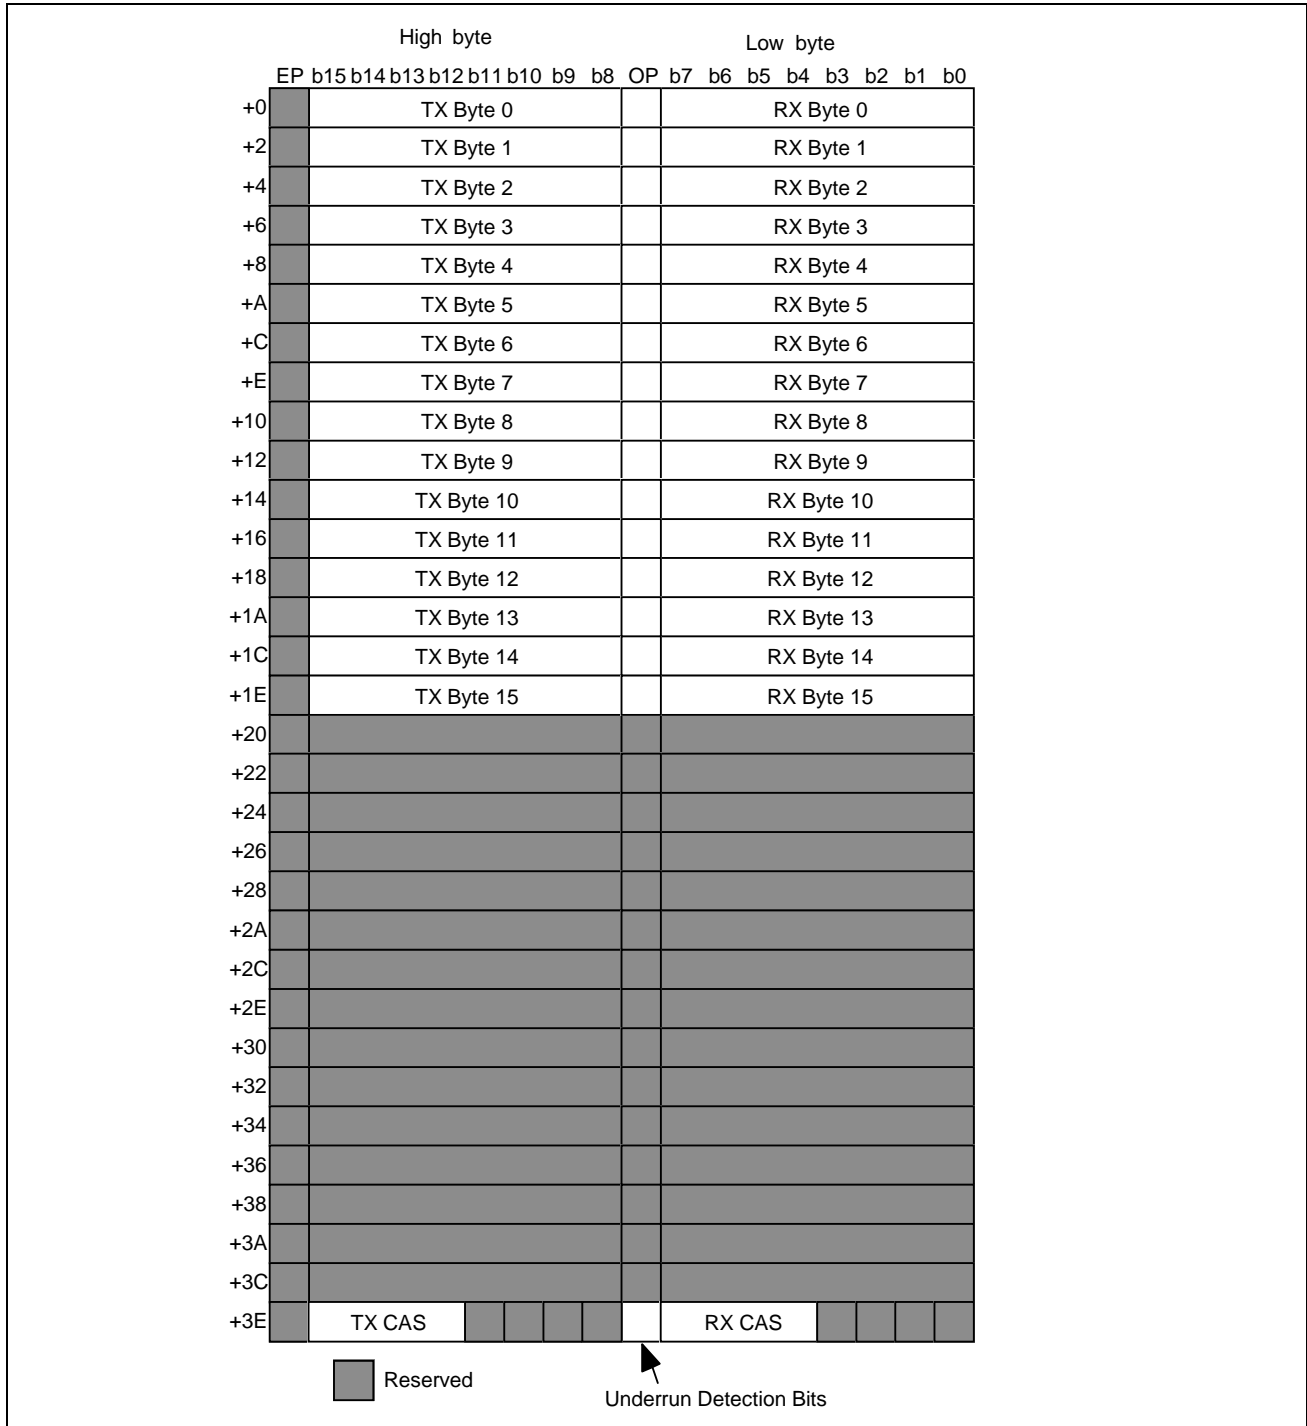 High byte Low byte
EP b15 b14 b13 b12 b11 b10 b9 b8 OP b7 b6 b5 b4 b3 b2 b1 b0
+0 TX Byte 0 RX Byte 0
+2 TX Byte 1 RX Byte 1
+4 TX Byte 2 RX Byte 2
+6 TX Byte 3 RX Byte 3
+8 TX Byte 4 RX Byte 4
+A TX Byte 5 RX Byte 5
+C TX Byte 6 RX Byte 6
+E TX Byte 7 RX Byte 7
+10 TX Byte 8 RX Byte 8
+12 TX Byte 9 RX Byte 9
+14 TX Byte 10 RX Byte 10
+16 TX Byte 11 RX Byte 11
+18 TX Byte 12 RX Byte 12
+1A TX Byte 13 RX Byte 13
+1C TX Byte 14 RX Byte 14
+1E TX Byte 15 RX Byte 15
+20
+22
+24
+26
+28
+2A
+2C
+2E
+30
+32
+34
+36
+38
+3A
+3C
+3E TX CAS RX CAS
Reserved
Underrun Detection Bits